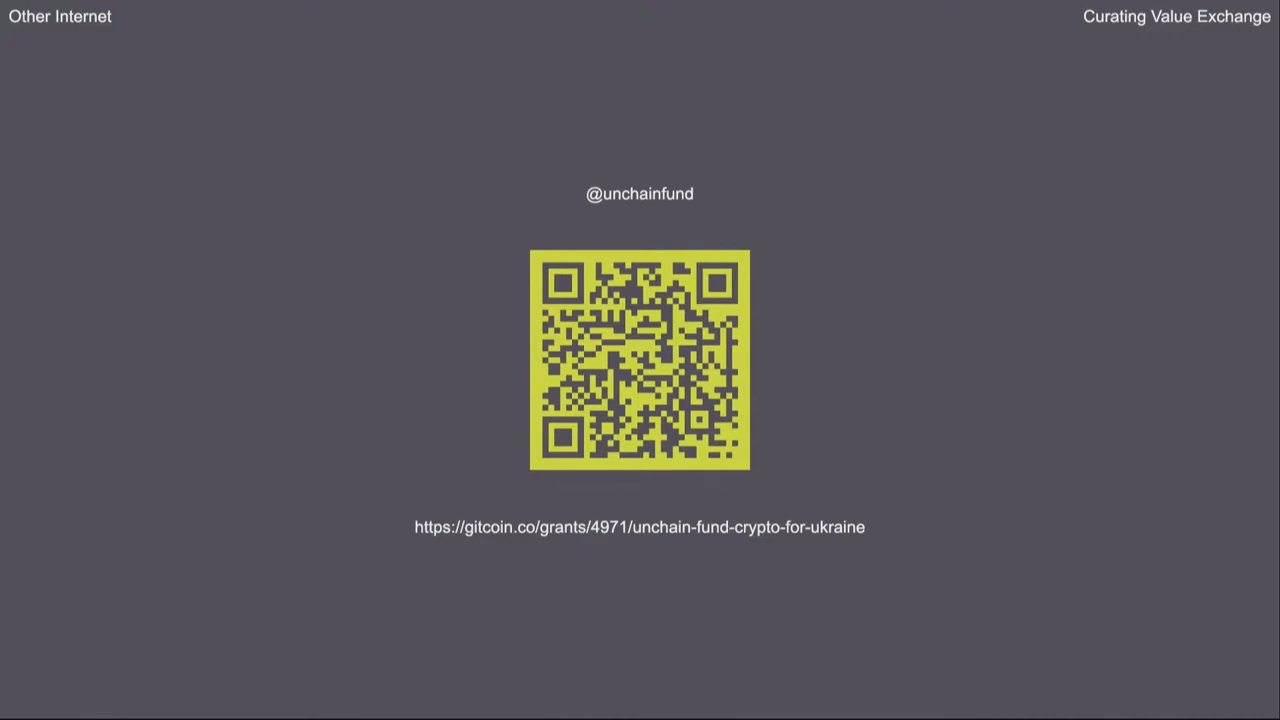 Other Internet
Curating Value Exchange
@unchainfund
https://gitcoin.co/grants/4971/unchain-fund-crypto-for-ukraine